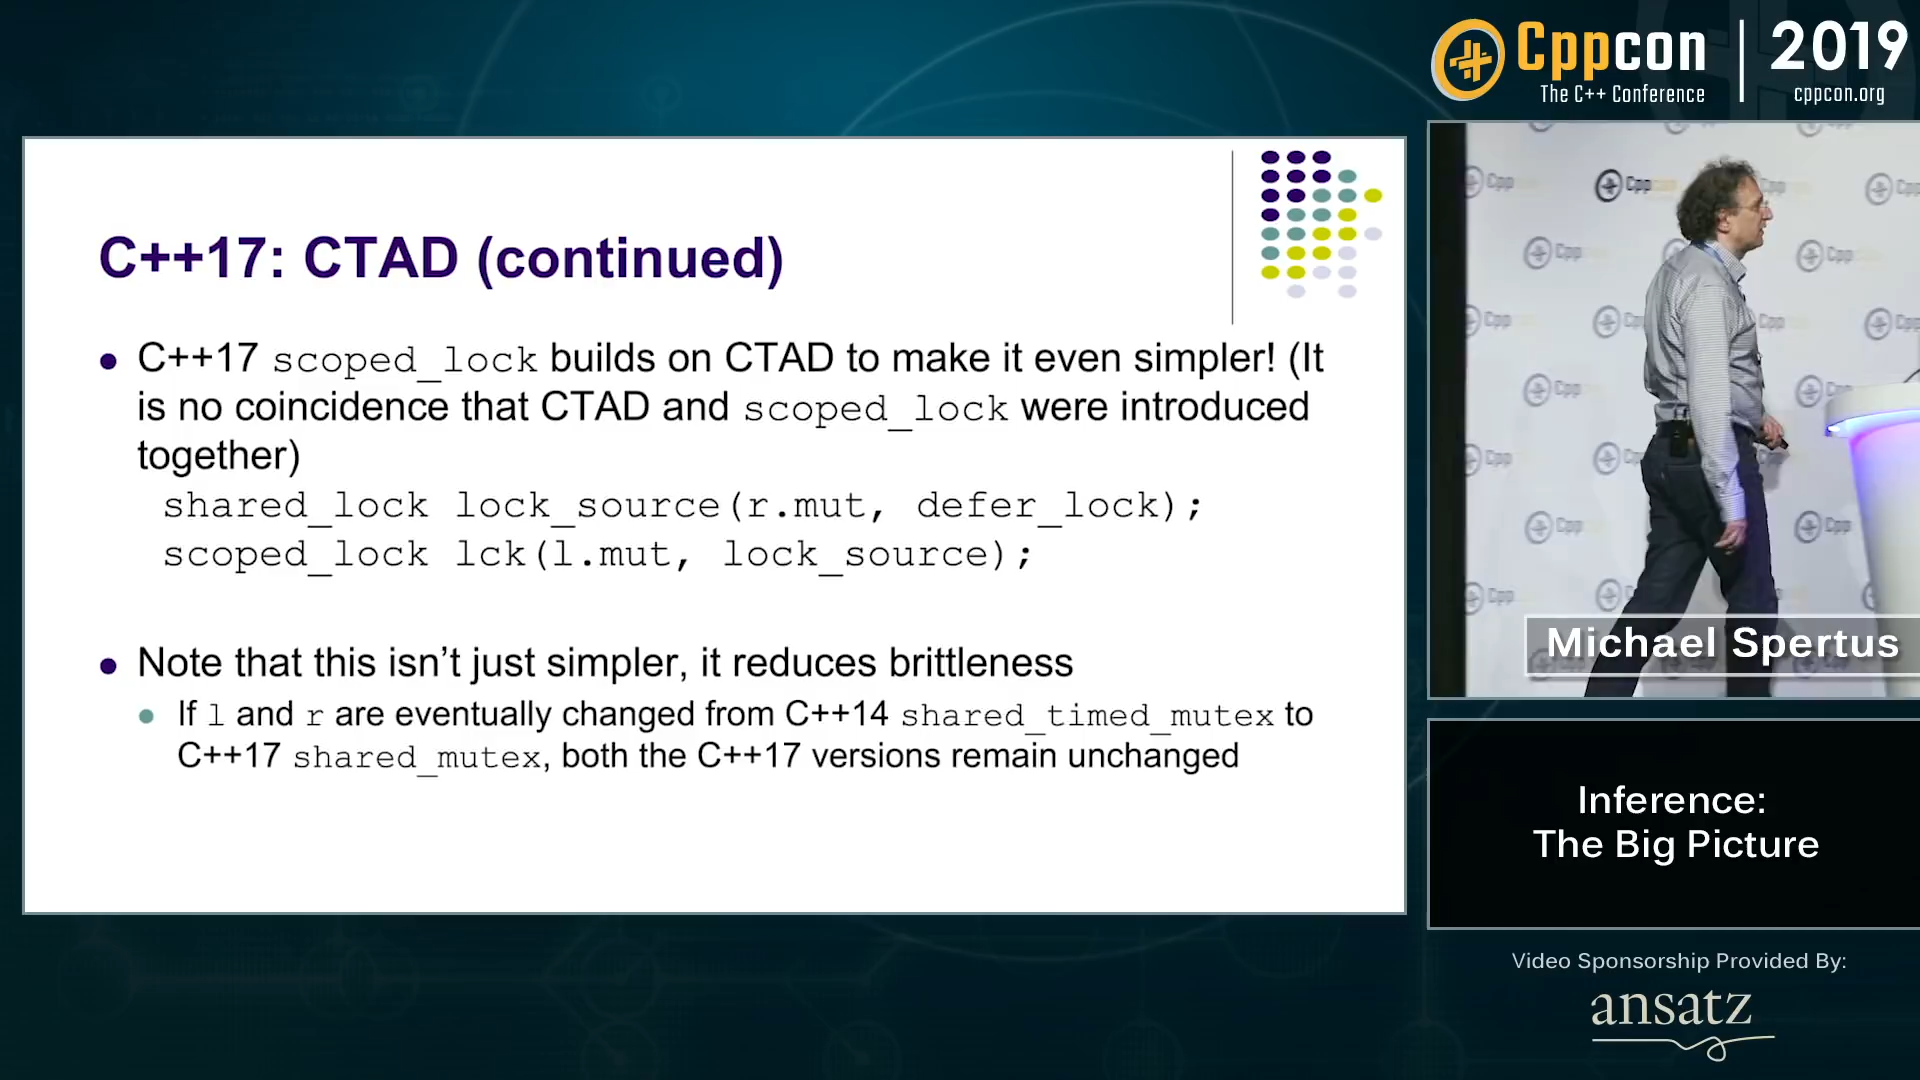 Cppcon
The C++ Conference
2019
cppcon.org
C++17: CTAD (continued)
C++17 scoped_lock builds on CTAD to make it even simpler! (It
is no coincidence that CTAD and scoped_lock were introduced
together)
shared_lock lock_source(r.mut, defer_lock);
scoped_lock lck(l.mut, lock_source);
Note that this isn’t just simpler, it reduces brittleness
If l and r are eventually changed from C++14 shared_timed_mutex to
C++17 shared_mutex, both the C++17 versions remain unchanged
Michael Spertus
Inference:
The Big Picture
Video Sponsorship Provided By:
ansatz